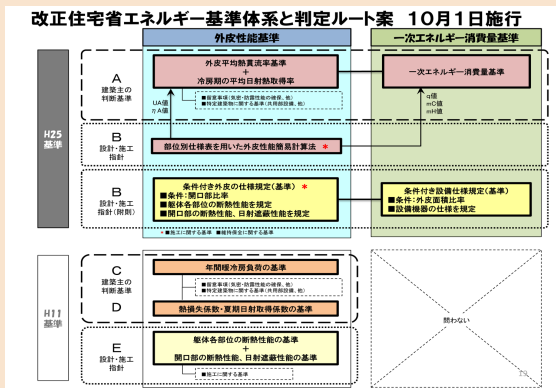 改正住宅省エネルギー基準体系と判定ルート案　10月1日施行
外皮性能基準
一次エネルギー消費量基準
H25
基準
A
建築主の
判断基準
外皮平均熱貫流率基準
+
冷房期の平均日射熱取得率
■留意事項(気密・防露性能の確保、他)
■特定建築物に関する基準(共用部設備、他)
一次エネルギー消費量基準
UA値
ηA値
q値
mC値
mH値
B
設計・施工
指針
部位別仕様表を用いた外皮性能簡易計算法　*
B
設計・施工
指針(附則)
条件付き外皮の仕様規定(基準)　*
■条件:開口部比率
■躯体各部位の断熱性能を規定
■開口部の断熱性能、日射遮蔽性能を規定
条件付き設備仕様規定(基準)
■条件:外皮面積比率
■設備機器の仕様を規定
*■施工に関する基準　■維持保全に関する基準
H11
基準
C
建築主の
判断基準
D
年間暖冷房負荷の基準
■留意事項(気密・防露性能の確保、他)
■特定建築物に関する基準(共用部設備、他)
熱損失係数・夏期日射取得係数の基準
問わない
E
設計・施工
指針
躯体各部位の断熱性能の基準
+
開口部の断熱性能、日射遮蔽性能の基準
■施工に関する基準
13